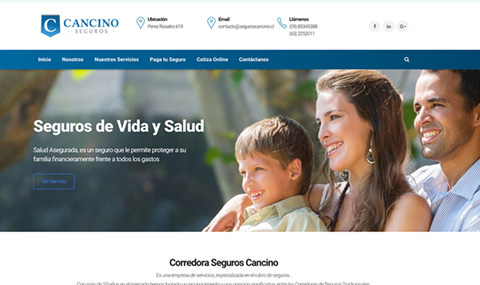 CANCINO
SEGUROS
Ubicación
Perez Rosales 619
Email
contacto@seguroscancino.cl
Llámenos
(09) 85345388
(63) 2252011
Inicio Nosotros Nuestros Servicios Paga tu Seguro Cotiza Online Contáctanos
Seguros de Vida y Salud
Salud Asegurada, es un seguro que le permite proteger a su
familia financieramente frente a todos los gastos
Ver Servicio
Corredora Seguros Cancino
Es una empresa de servicios, especializada en el rubro de seguros.